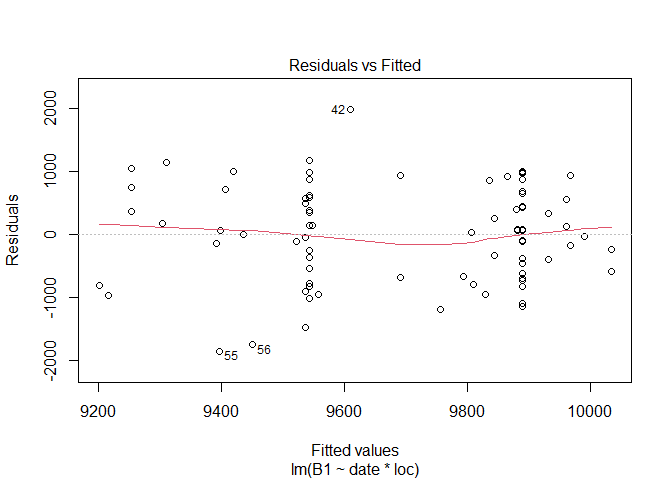 Residuals vs Fitted
Residuals
2000
1000
0
-1000
-2000
42
55
56
9200 9400 9600 9800 10000
Fitted values
lm(B1 ~ date * loc)